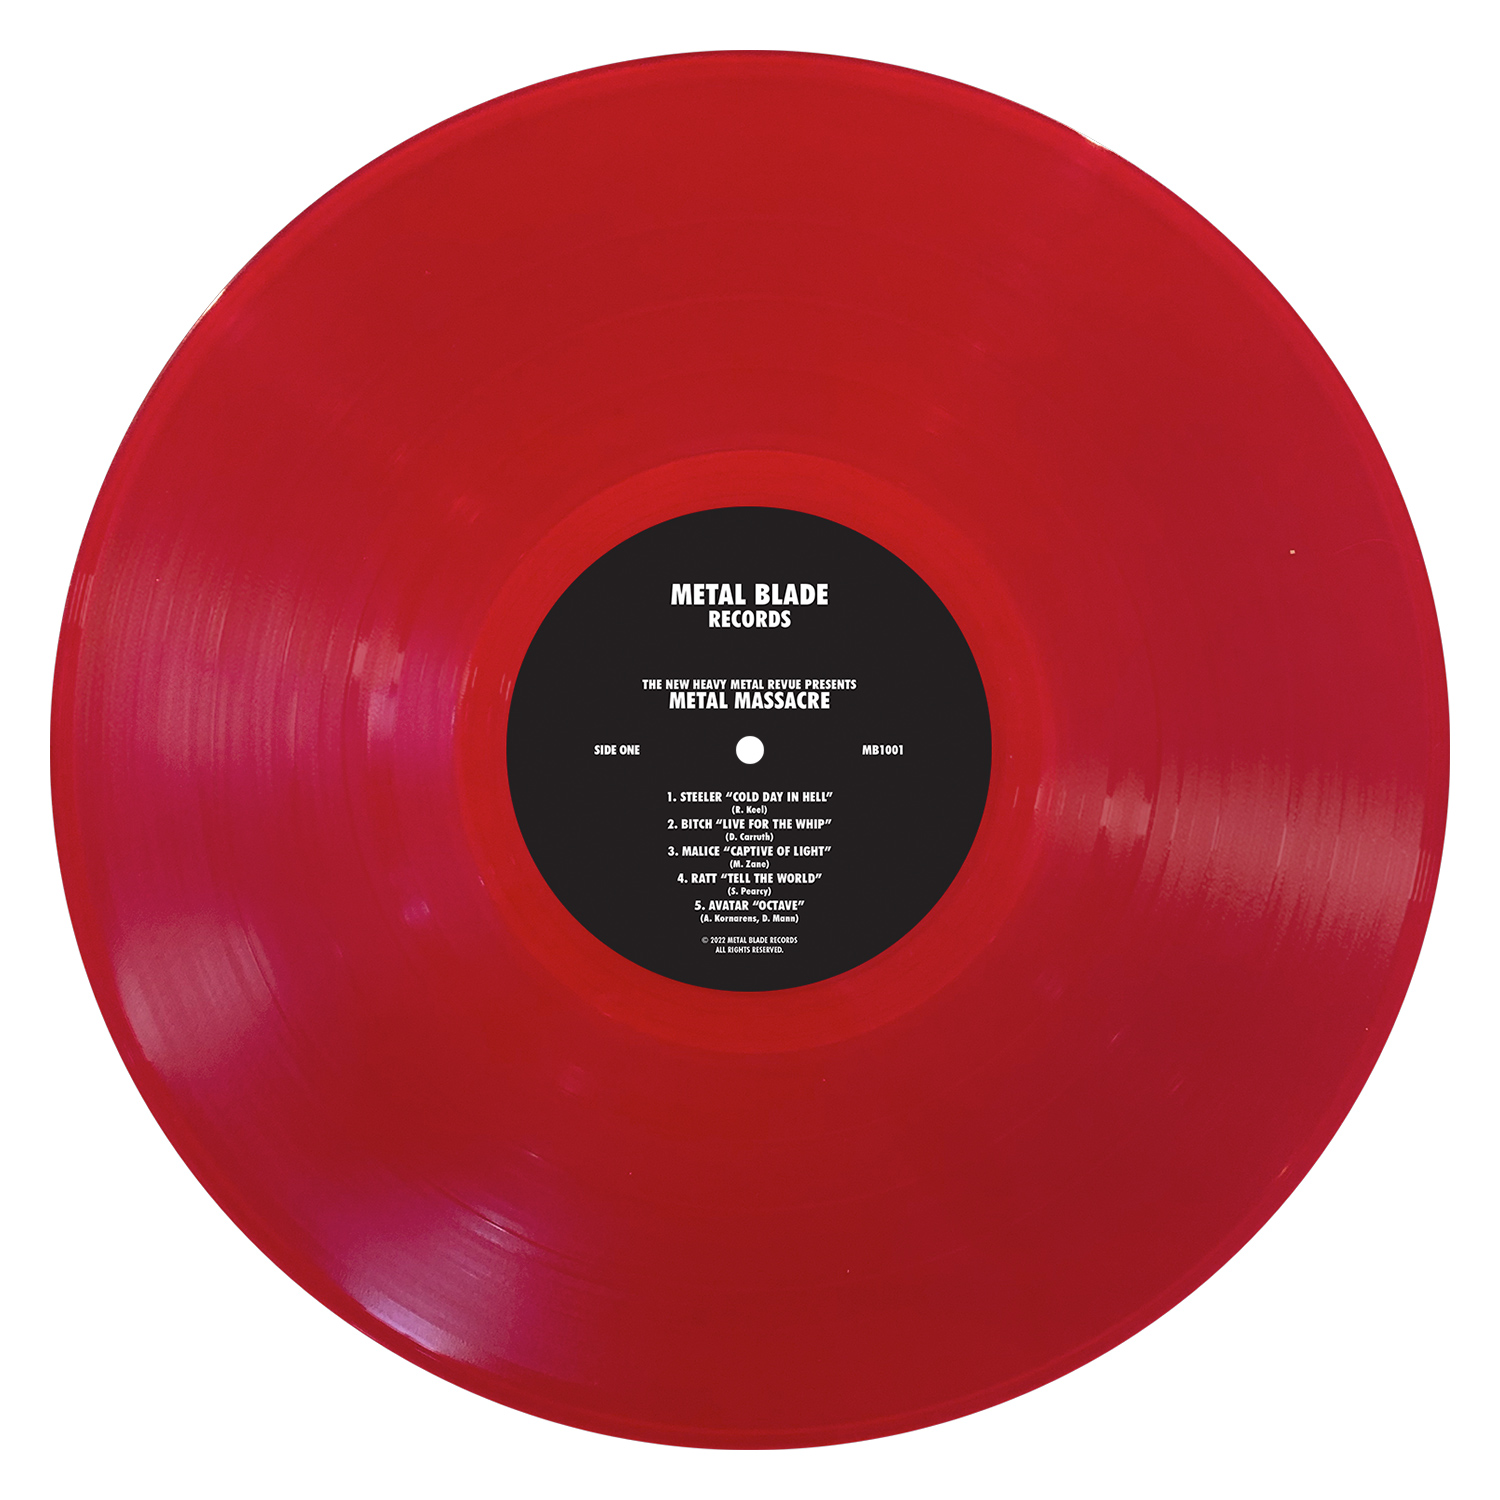 METAL BLADE
RECORDS
THE NEW HEAVY METAL REVUE PRESENTS
METAL MASSACRE
SIDE ONE MB1001
1. STEELER “COLD DAY IN HELL”
(R. Keel)
2. BITCH “LIVE FOR THE WHIP”
(D. Carruth)
3. MALICE “CAPTIVE OF LIGHT”
(M. Zane)
4. RATT “TELL THE WORLD”
(S. Pearcy)
5. AVATAR “OCTAVE”
(A. Kornarens, D. Mann)
© 2022 METAL BLADE RECORDS
ALL RIGHTS RESERVED.